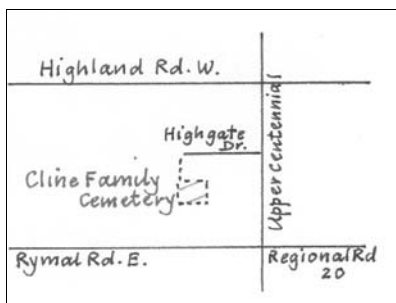 Highland Rd. W.
Upper Centennial
Highgate
Dr.
Cline Family
Cemetery
Rymal Rd. E.
Regional Rd
20